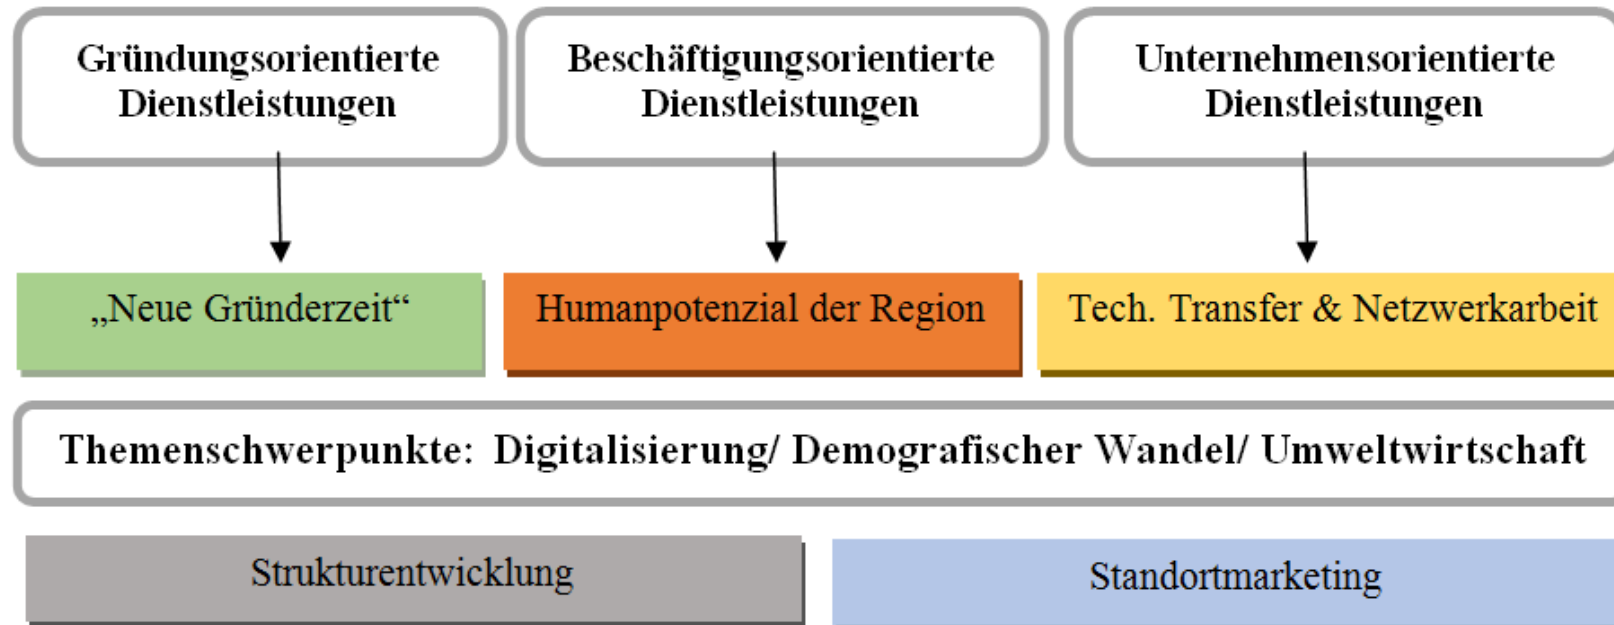 Gründungsorientierte
Dienstleistungen
Beschäftigungsorientierte
Dienstleistungen
Unternehmensorientierte
Dienstleistungen
„Neue Gründerzeit“
Humanpotenzial der Region
Tech. Transfer & Netzwerkarbeit
Themenschwerpunkte: Digitalisierung/ Demografischer Wandel/ Umweltwirtschaft
Strukturentwicklung
Standortmarketing